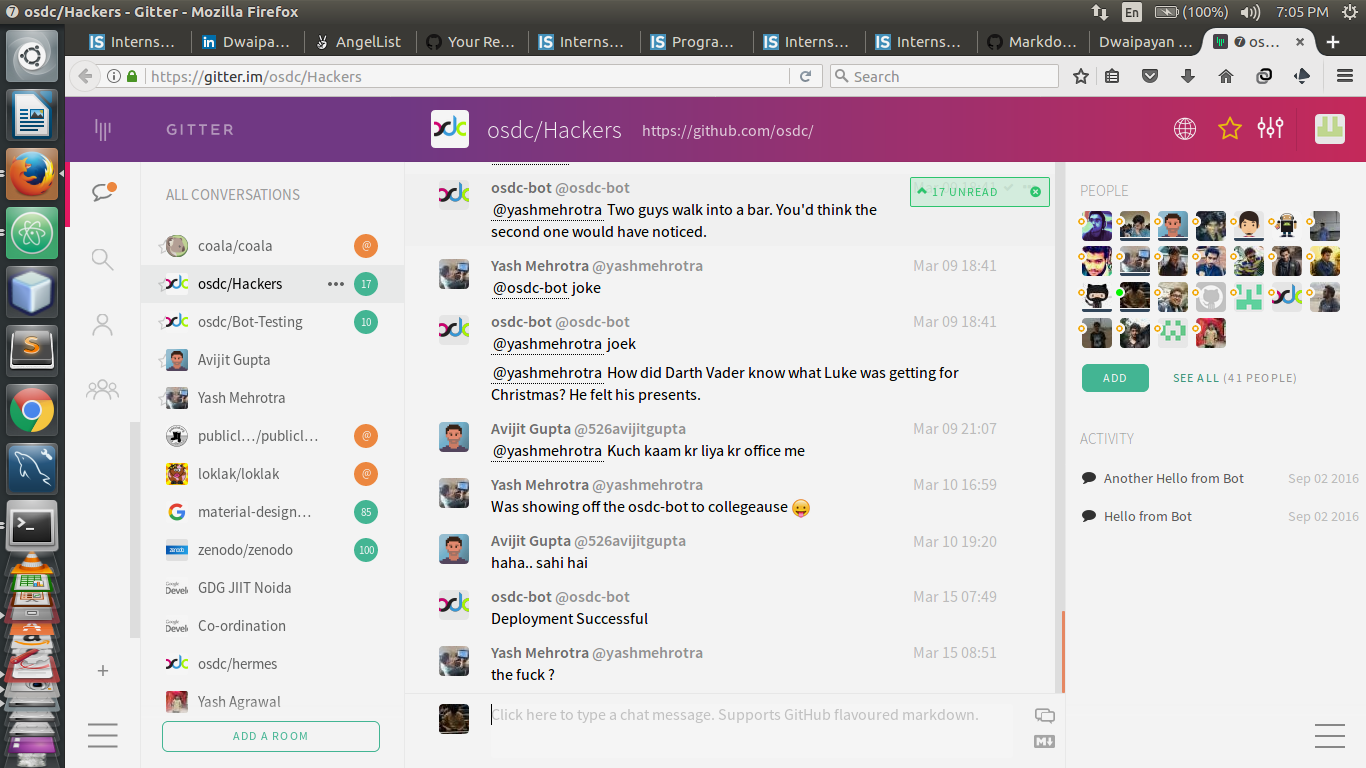 osdc/Hackers - Gitter - Mozilla Firefox
En
(100%)
7:05 PM
Interns...
Dwaipa...
AngelList
Your Re...
Interns...
Progra...
Interns...
Interns...
Markdo...
Dwaipayan ...
os...
https://gitter.im/osdc/Hackers
Search
GITTER
osdc/Hackers
https://github.com/osdc/
ALL CONVERSATIONS
coala/coala
@
osdc/Hackers
17
osdc/Bot-Testing
10
Avijit Gupta
Yash Mehrotra
publicl.../publicl...
@
loklak/loklak
@
material-design...
85
zenodo/zenodo
100
GDG JIIT Noida
Co-ordination
osdc/hermes
Yash Agrawal
ADD A ROOM
17 UNREAD
osdc-bot @osdc-bot
@yashmehrotra Two guys walk into a bar. You'd think the
second one would have noticed.
Yash Mehrotra @yashmehrotra
Mar 09 18:41
@osdc-bot joke
osdc-bot @osdc-bot
Mar 09 18:41
@yashmehrotra joek
@yashmehrotra How did Darth Vader know what Luke was getting for
Christmas? He felt his presents.
Avijit Gupta @526avijitgupta
Mar 09 21:07
@yashmehrotra Kuch kaam kr liya kr office me
Yash Mehrotra @yashmehrotra
Mar 10 16:59
Was showing off the osdc-bot to collegeause 😛
Avijit Gupta @526avijitgupta
Mar 10 19:20
haha.. sahi hai
osdc-bot @osdc-bot
Mar 15 07:49
Deployment Successful
Yash Mehrotra @yashmehrotra
Mar 15 08:51
the fuck ?
Click here to type a chat message. Supports GitHub flavoured markdown.
PEOPLE
ADD
SEE ALL (41 PEOPLE)
ACTIVITY
Another Hello from Bot
Sep 02 2016
Hello from Bot
Sep 02 2016